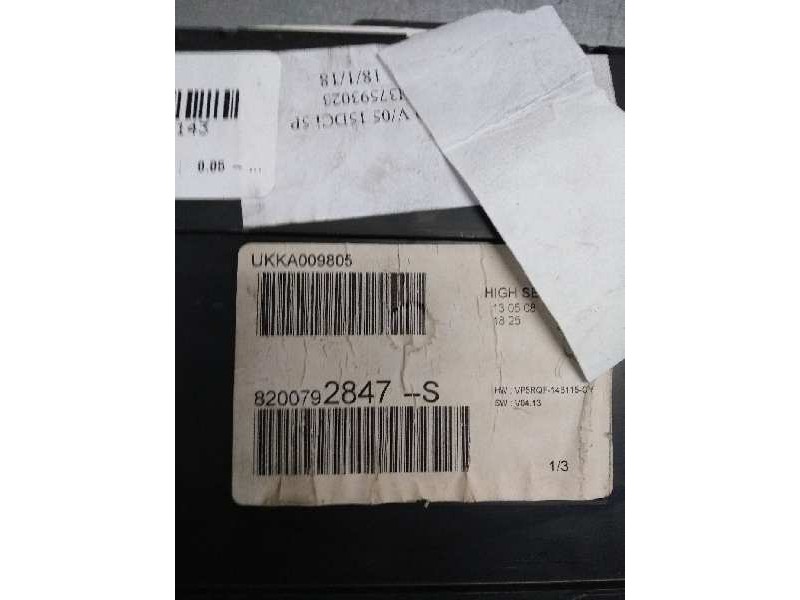 143
0.05 - ...
V/05 15DCI 5P
37593023
18/1/18
UKKA009805
HIGH
13 05 08
18 25
8200792847 --S
SW : V04.13
1/3